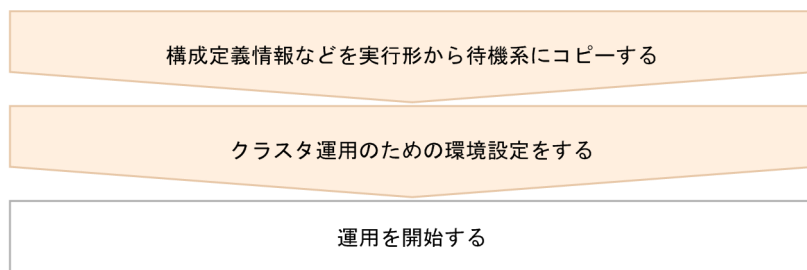 構成定義情報などを実行形から待機系にコピーする
クラスタ運用のための環境設定をする
運用を開始する